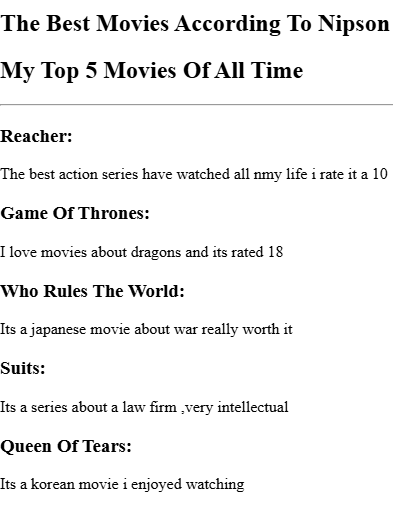 The Best Movies According To Nipson
My Top 5 Movies Of All Time
Reacher:
The best action series have watched all nmy life i rate it a 10
Game Of Thrones:
I love movies about dragons and its rated 18
Who Rules The World:
Its a japanese movie about war really worth it
Suits:
Its a series about a law firm ,very intellectual
Queen Of Tears:
Its a korean movie i enjoyed watching